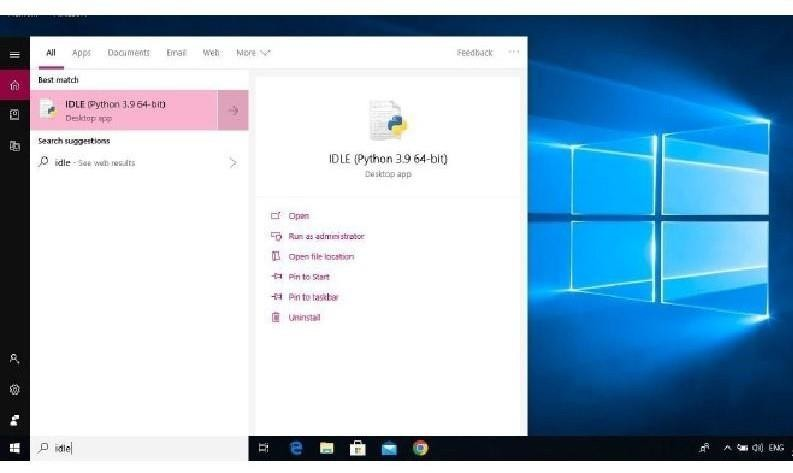 All Apps Documents Email Web More Feedback ...
Best match
IDLE (Python 3.9 64-bit)
Desktop app
Search suggestions
idle - See web results
IDLE (Python 3.9 64-bit)
Desktop app
Open
Run as administrator
Open file location
Pin to Start
Pin to taskbar
Uninstall
idle
ENG